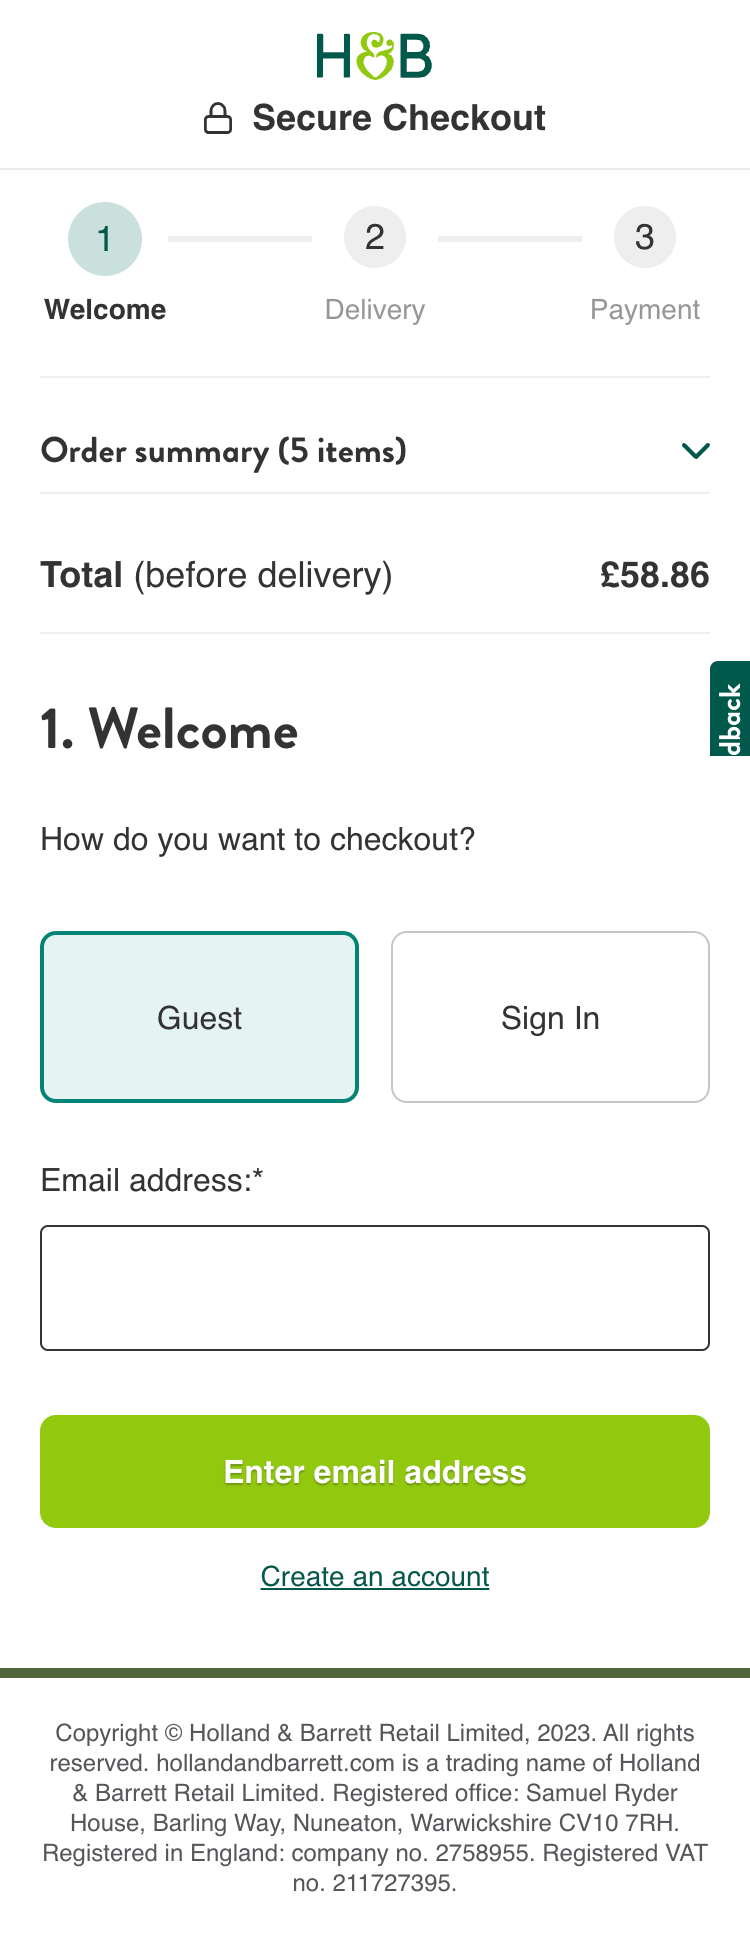 H&B
Secure Checkout
1
2
3
Welcome
Delivery
Payment
Order summary (5 items)
Total (before delivery)
£58.86
dback
1. Welcome
How do you want to checkout?
Guest
Sign In
Email address:*
Enter email address
Create an account
Copyright © Holland & Barrett Retail Limited, 2023. All rights
reserved. hollandandbarrett.com is a trading name of Holland
& Barrett Retail Limited. Registered office: Samuel Ryder
House, Barling Way, Nuneaton, Warwickshire CV10 7RH.
Registered in England: company no. 2758955. Registered VAT
no. 211727395.